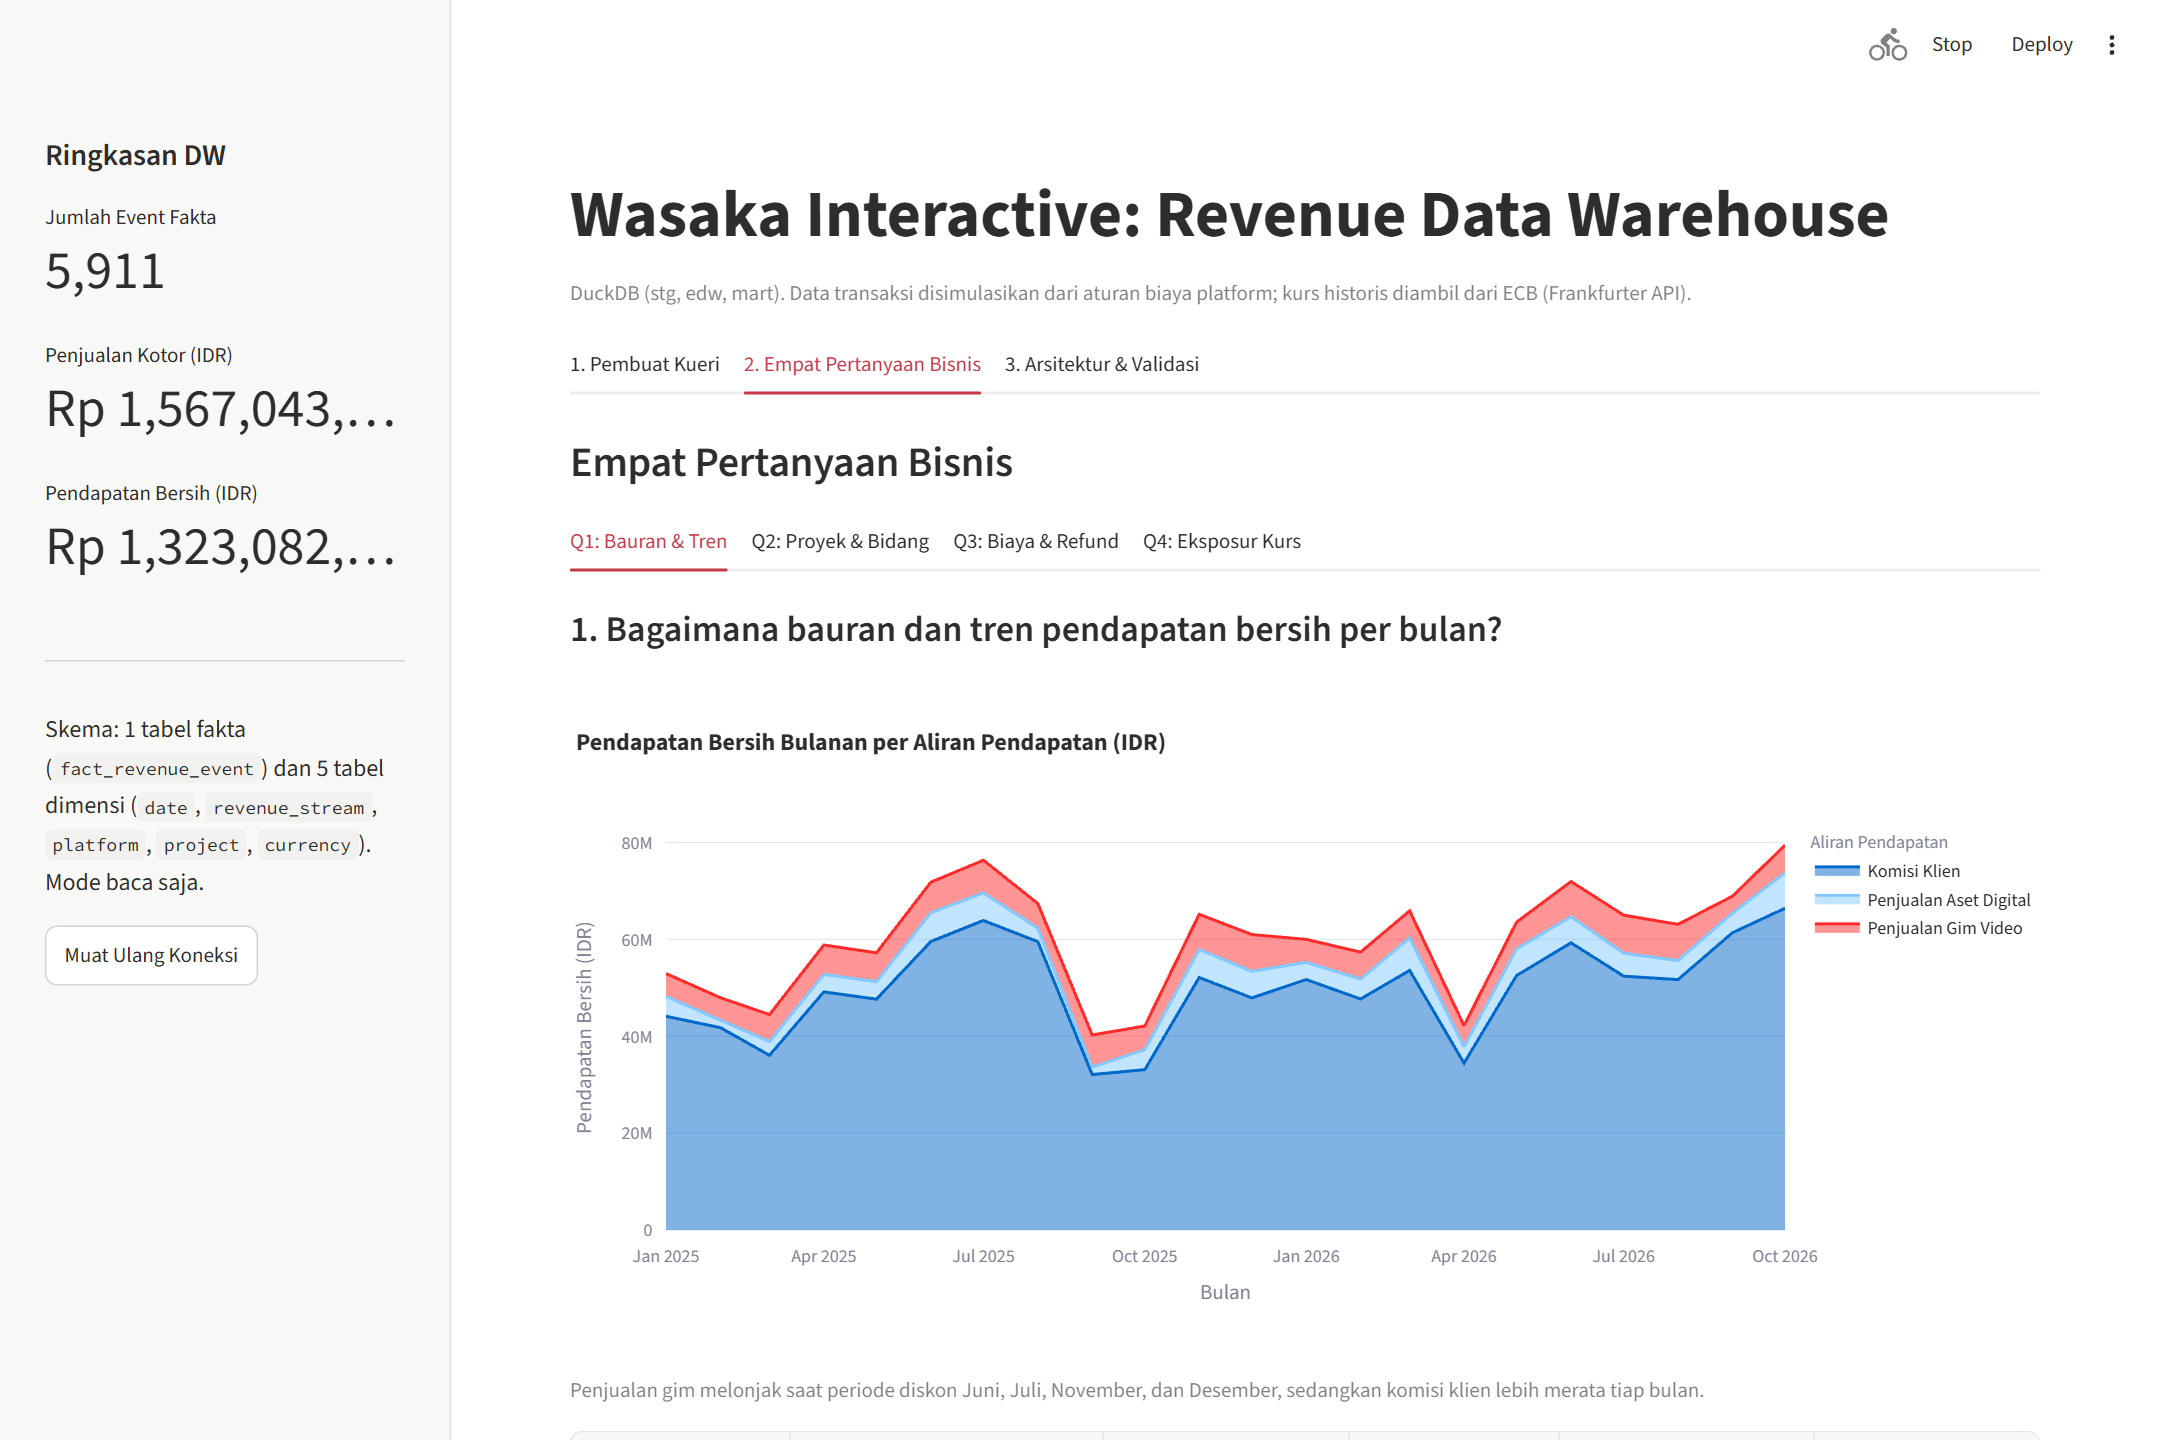 Stop
Deploy
Ringkasan DW
Jumlah Event Fakta
5,911
Penjualan Kotor (IDR)
Rp 1,567,043,...
Pendapatan Bersih (IDR)
Rp 1,323,082,...
Skema: 1 tabel fakta
( fact_revenue_event ) dan 5 tabel
dimensi ( date , revenue_stream ,
platform , project , currency ).
Mode baca saja.
Muat Ulang Koneksi
Wasaka Interactive: Revenue Data Warehouse
DuckDB (stg, edw, mart). Data transaksi disimulasikan dari aturan biaya platform; kurs historis diambil dari ECB (Frankfurter API).
1. Pembuat Kueri 2. Empat Pertanyaan Bisnis 3. Arsitektur & Validasi
Empat Pertanyaan Bisnis
Q1: Bauran & Tren Q2: Proyek & Bidang Q3: Biaya & Refund Q4: Eksposur Kurs
1. Bagaimana bauran dan tren pendapatan bersih per bulan?
Pendapatan Bersih Bulanan per Aliran Pendapatan (IDR)
Pendapatan Bersih (IDR)
80M
60M
40M
20M
0
Jan 2025 Apr 2025 Jul 2025 Oct 2025 Jan 2026 Apr 2026 Jul 2026 Oct 2026
Bulan
Aliran Pendapatan
Komisi Klien
Penjualan Aset Digital
Penjualan Gim Video
Penjualan gim melonjak saat periode diskon Juni, Juli, November, dan Desember, sedangkan komisi klien lebih merata tiap bulan.